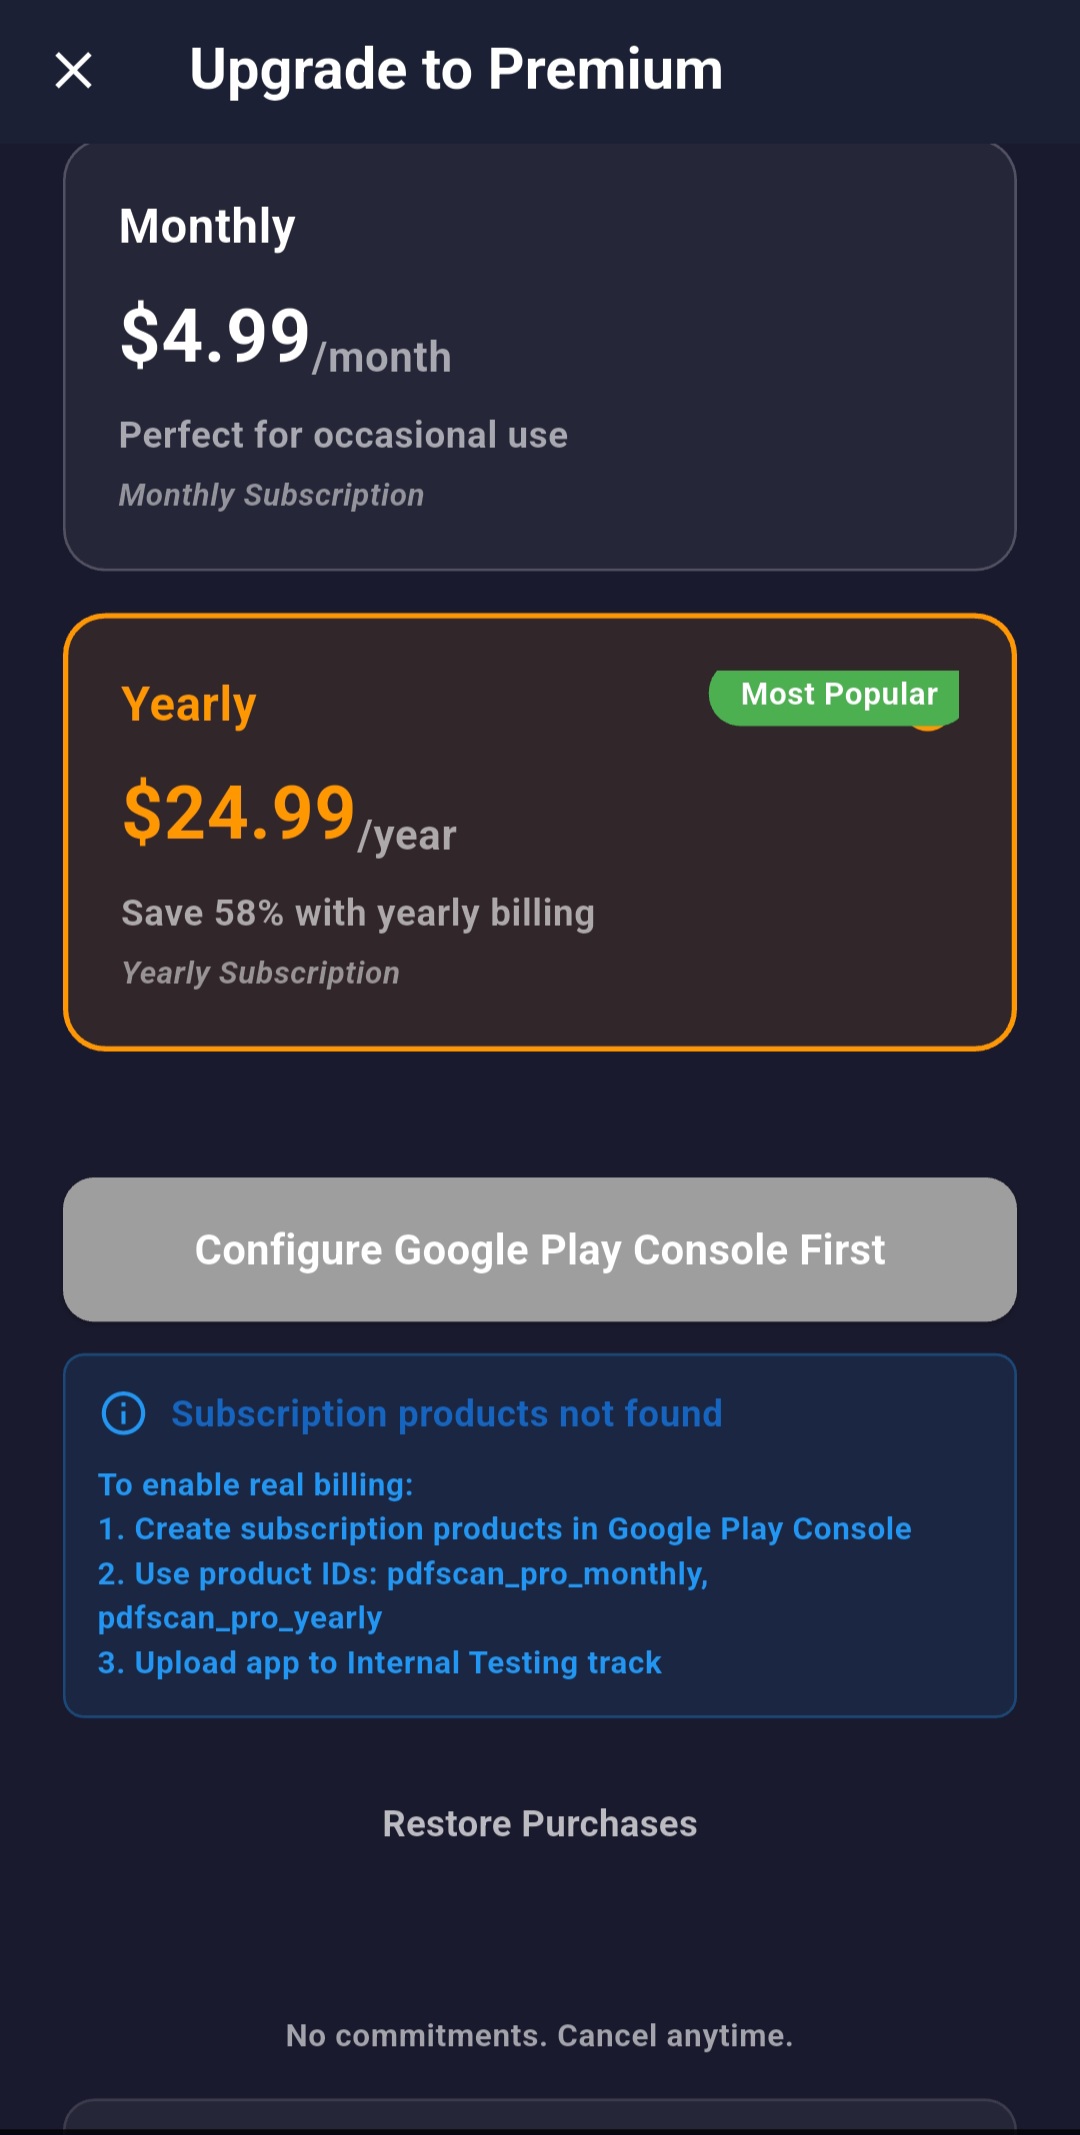 Upgrade to Premium
Monthly
$4.99/month
Perfect for occasional use
Monthly Subscription
Yearly
Most Popular
$24.99/year
Save 58% with yearly billing
Yearly Subscription
Configure Google Play Console First
Subscription products not found
To enable real billing:
1. Create subscription products in Google Play Console
2. Use product IDs: pdfscan_pro_monthly,
pdfscan_pro_yearly
3. Upload app to Internal Testing track
Restore Purchases
No commitments. Cancel anytime.